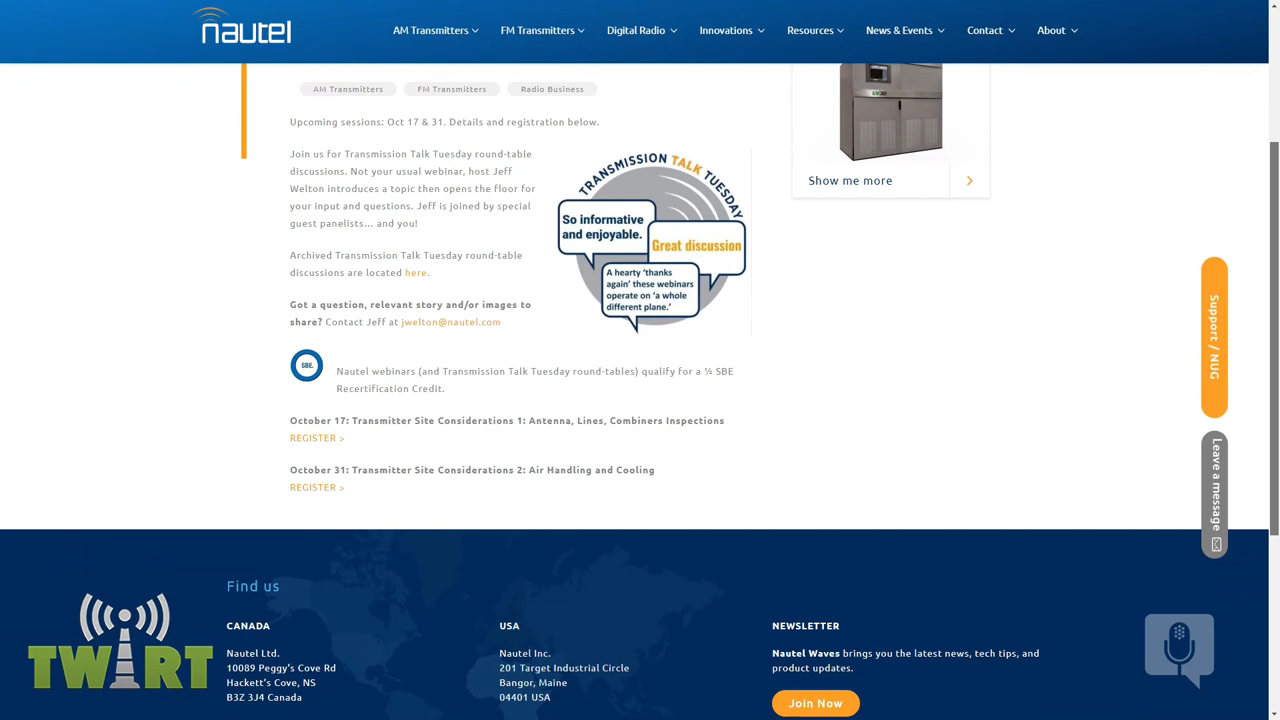 nautel
AM Transmitters
FM Transmitters
Digital Radio
Innovations
Resources
News & Events
Contact
About
AM Transmitters
FM Transmitters
Radio Business
Upcoming sessions: Oct 17 & 31. Details and registration below.
Join us for Transmission Talk Tuesday round-table
discussions. Not your usual webinar, host Jeff
Welton introduces a topic then opens the floor for
your input and questions. Jeff is joined by special
guest panelists... and you!
Archived Transmission Talk Tuesday round-table
discussions are located here.
Got a question, relevant story and/or images to
share? Contact Jeff at jwelton@nautel.com
TRANSMISSION TALK TUESDAY
So informative
and enjoyable.
Great discussion
A hearty 'thanks
again' these webinars
operate on 'a whole
different plane.'
Show me more
SBE.
Nautel webinars (and Transmission Talk Tuesday round-tables) qualify for a ½ SBE
Recertification Credit.
October 17: Transmitter Site Considerations 1: Antenna, Lines, Combiners Inspections
REGISTER >
October 31: Transmitter Site Considerations 2: Air Handling and Cooling
REGISTER >
Support / NUG
Leave a message
Find us
CANADA
Nautel Ltd.
10089 Peggy's Cove Rd
Hackett's Cove, NS
B3Z 3J4 Canada
USA
Nautel Inc.
201 Target Industrial Circle
Bangor, Maine
04401 USA
NEWSLETTER
Nautel Waves brings you the latest news, tech tips, and
product updates.
Join Now
TWiRT